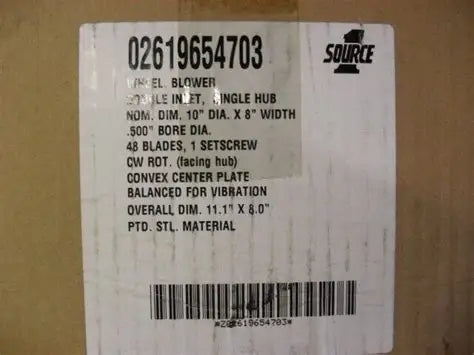 02619654703
SOURCE 1
WHEEL, BLOWER
DOUBLE INLET, SINGLE HUB
NOM. DIM. 10" DIA. X 8" WIDTH
.500" BORE DIA.
48 BLADES, 1 SETSCREW
CW ROT. (facing hub)
CONVEX CENTER PLATE
BALANCED FOR VIBRATION
OVERALL DIM. 11.1" X 8.0"
PTD. STL. MATERIAL
*Z02619654703*